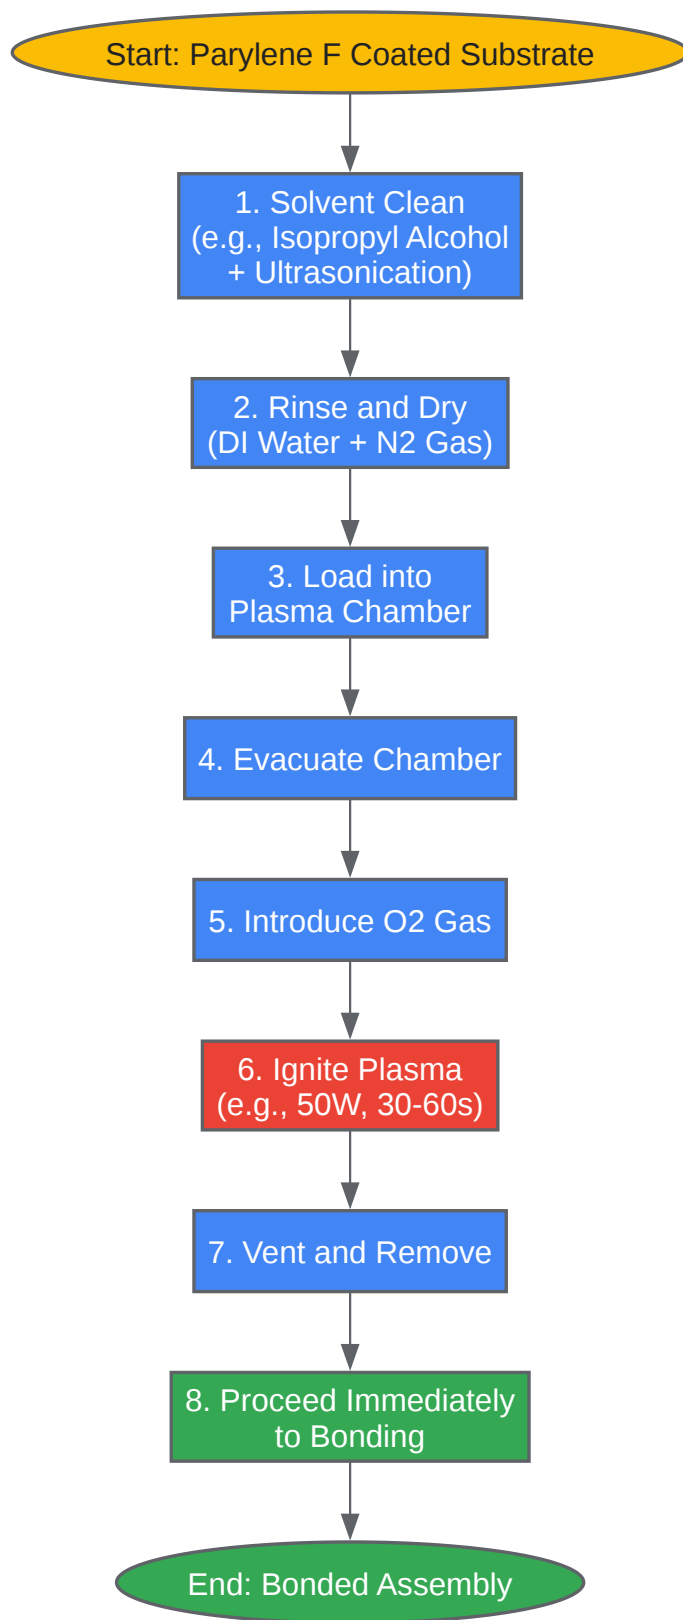 Start: Parylene F Coated Substrate
1. Solvent Clean
(e.g., Isopropyl Alcohol
+ Ultrasonication)
2. Rinse and Dry
(DI Water + N2 Gas)
3. Load into
Plasma Chamber
4. Evacuate Chamber
5. Introduce O2 Gas
6. Ignite Plasma
(e.g., 50W, 30-60s)
7. Vent and Remove
8. Proceed Immediately
to Bonding
End: Bonded Assembly